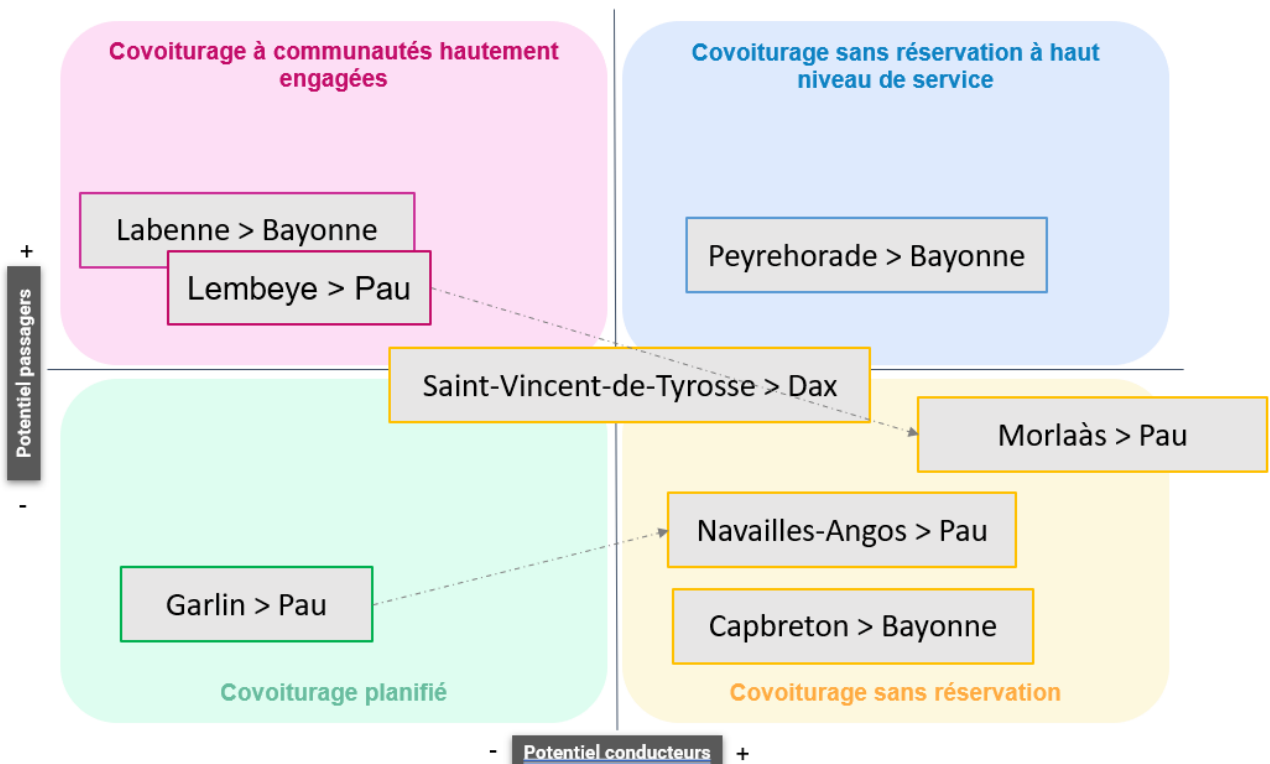 Covoiturage à communautés hautement
engagées
Covoiturage sans réservation à haut
niveau de service
Labenne > Bayonne
Lembeye > Pau
Peyrehorade > Bayonne
+
Potentiel passagers
-
Saint-Vincent-de-Tyrosse > Dax
Morlaàs > Pau
Navailles-Angos > Pau
Garlin > Pau
Capbreton > Bayonne
Covoiturage planifié
Covoiturage sans réservation
- Potentiel conducteurs +